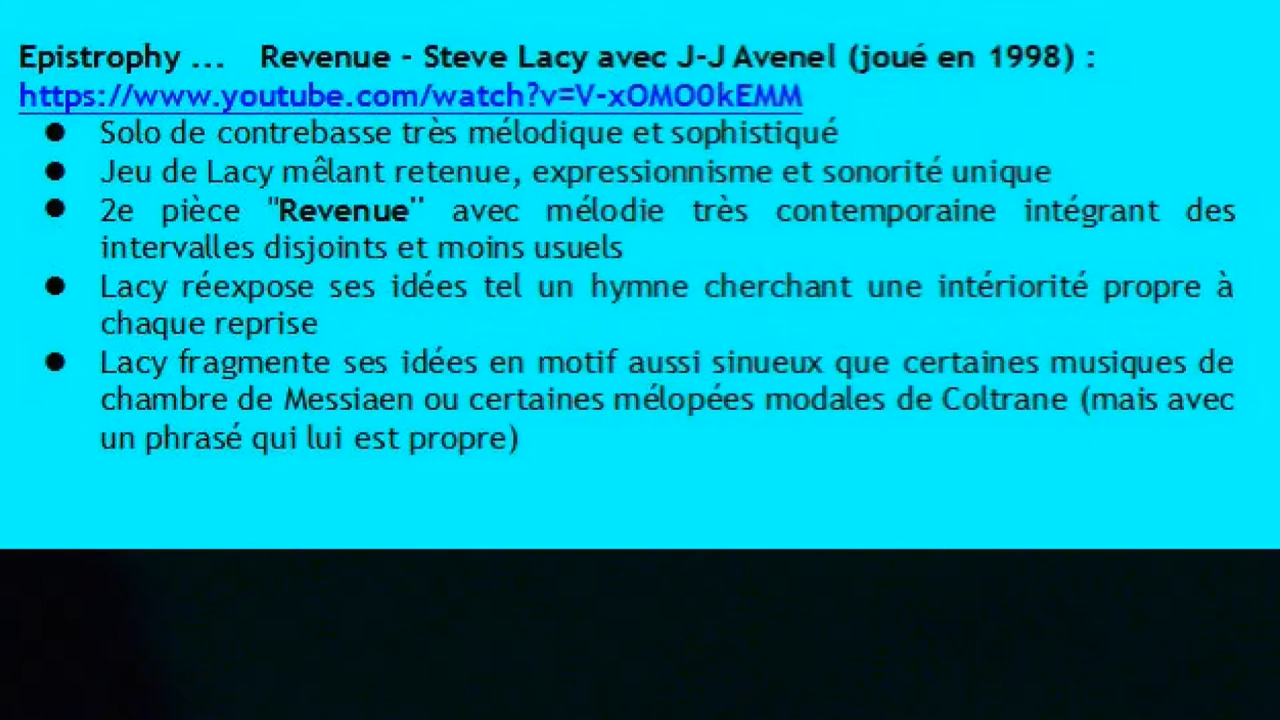 Epistrophy ... Revenue - Steve Lacy avec J-J Avenel (joué en 1998) :
https://www.youtube.com/watch?v=V-xOMO0kEMM
● Solo de contrebasse très mélodique et sophistiqué
● Jeu de Lacy mêlant retenue, expressionnisme et sonorité unique
● 2e pièce "Revenue" avec mélodie très contemporaine intégrant des
intervalles disjoints et moins usuels
● Lacy réexpose ses idées tel un hymne cherchant une intériorité propre à
chaque reprise
● Lacy fragmente ses idées en motif aussi sinueux que certaines musiques de
chambre de Messiaen ou certaines mélopées modales de Coltrane (mais avec
un phrasé qui lui est propre)